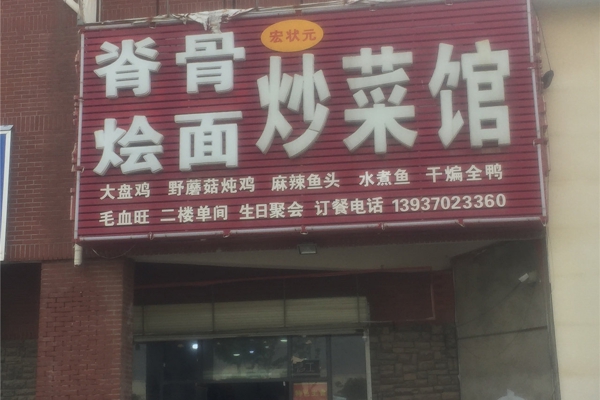 宏状元
脊骨
烩面
炒菜馆
大盘鸡 野蘑菇炖鸡 麻辣鱼头 水煮鱼 干煸全鸭
毛血旺 二楼单间 生日聚会 订餐电话 13937023360